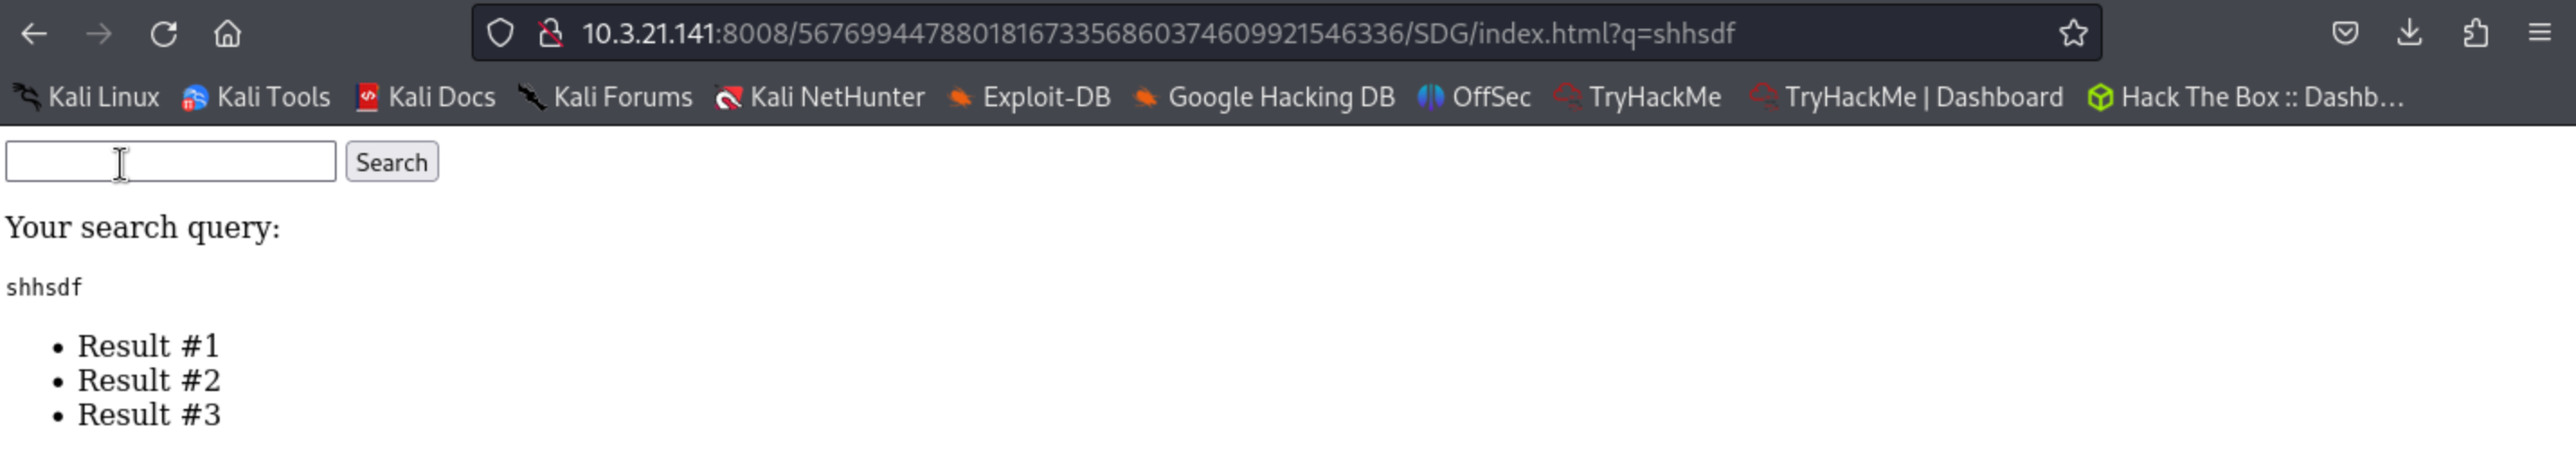 10.3.21.141:8008/567699447880181673356860374609921546336/SDG/index.html?q=shhsdf
Kali Linux Kali Tools Kali Docs Kali Forums Kali NetHunter Exploit-DB Google Hacking DB OffSec TryHackMe TryHackMe | Dashboard Hack The Box :: Dashb…
Search
Your search query:
shhsdf
• Result #1
• Result #2
• Result #3